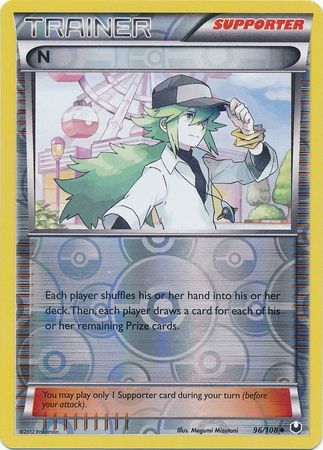 TRAINER SUPPORTER
N
Each player shuffles his or her hand into his or her
deck. Then, each player draws a card for each of
his or her remaining Prize cards.
You may play only 1 Supporter card during your turn (before
your attack).
©2012 Pokémon Illus. Megumi Mizutani 96/108